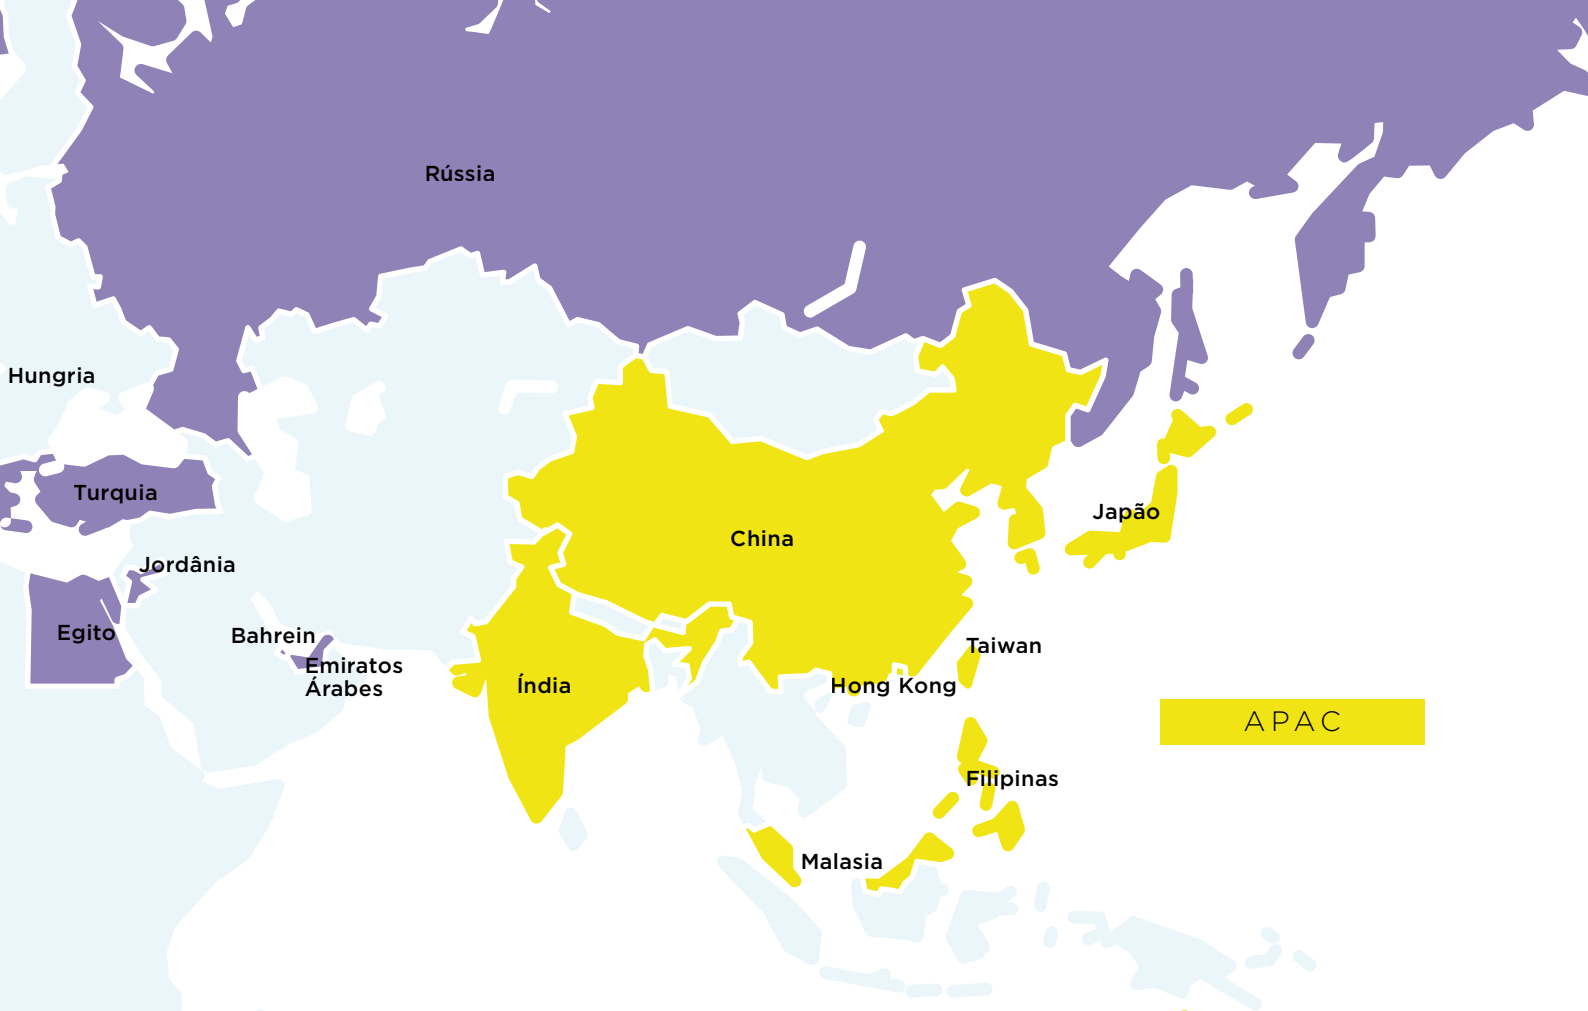 Rússia
Hungria
Turquia
Japão
China
Jordânia
Egito
Bahrein
Taiwan
Emiratos
Árabes
Índia
Hong Kong
APAC
Filipinas
Malasia